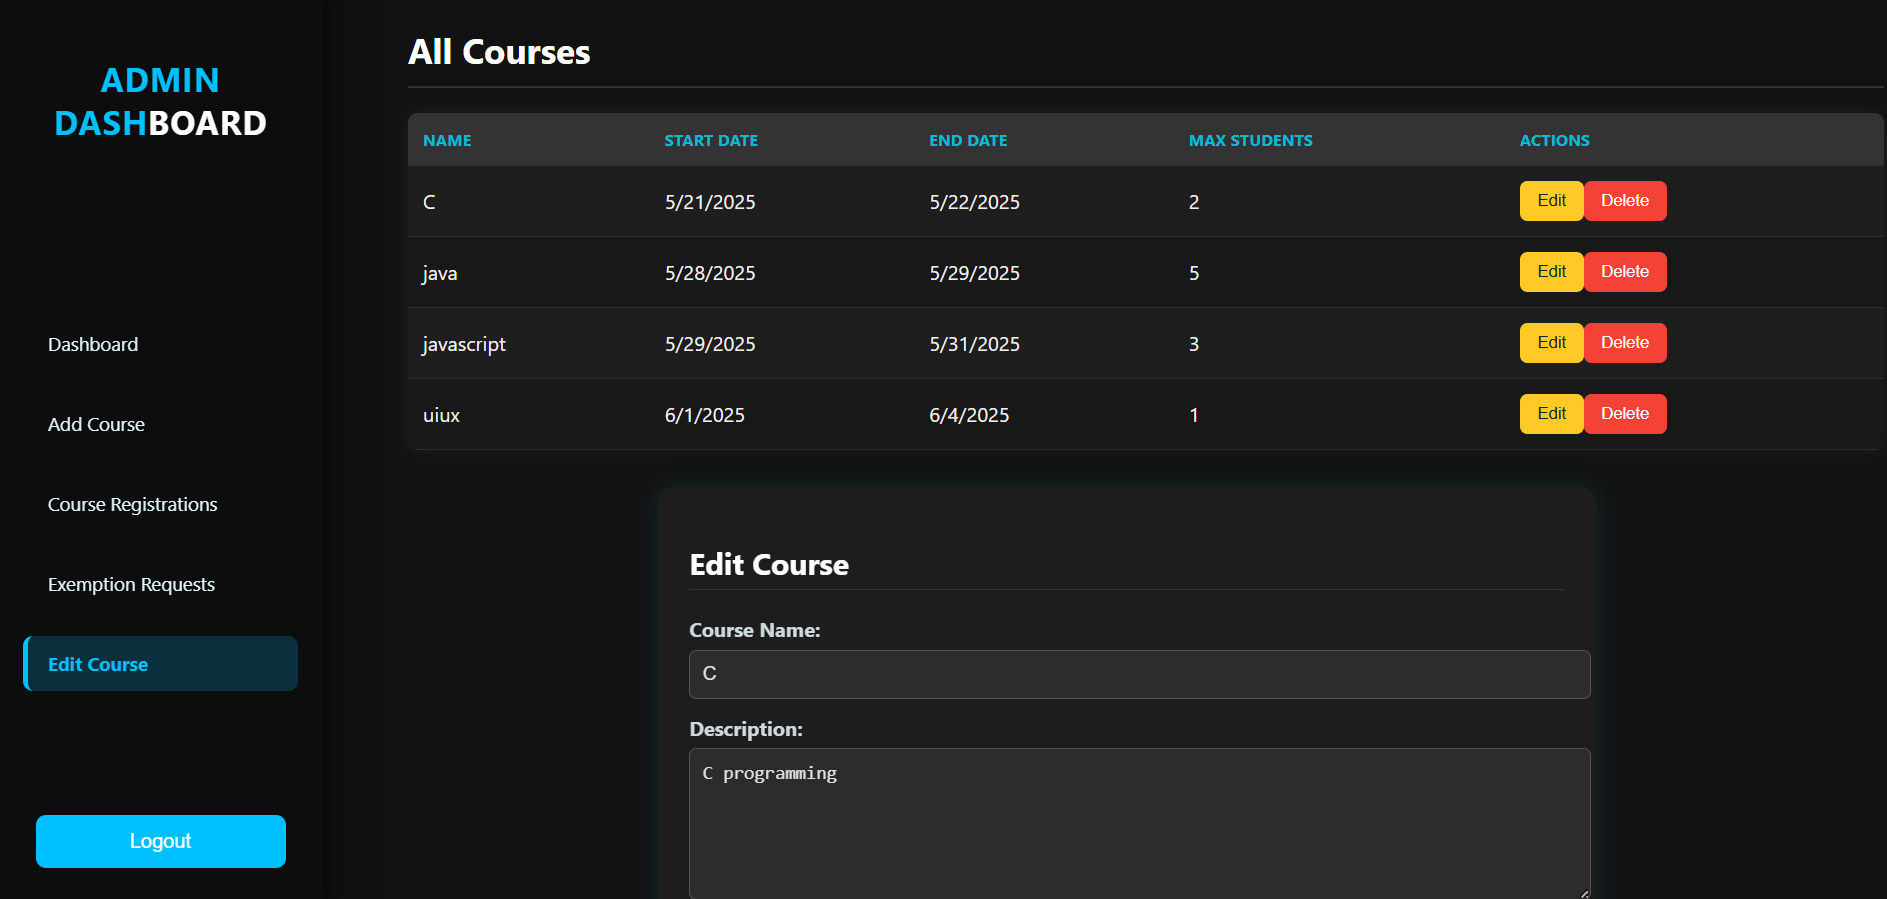 ADMIN
DASHBOARD
Dashboard
Add Course
Course Registrations
Exemption Requests
Edit Course
Logout
All Courses
NAME START DATE END DATE MAX STUDENTS ACTIONS
C 5/21/2025 5/22/2025 2 Edit Delete
java 5/28/2025 5/29/2025 5 Edit Delete
javascript 5/29/2025 5/31/2025 3 Edit Delete
uiux 6/1/2025 6/4/2025 1 Edit Delete
Edit Course
Course Name:
C
Description:
C programming